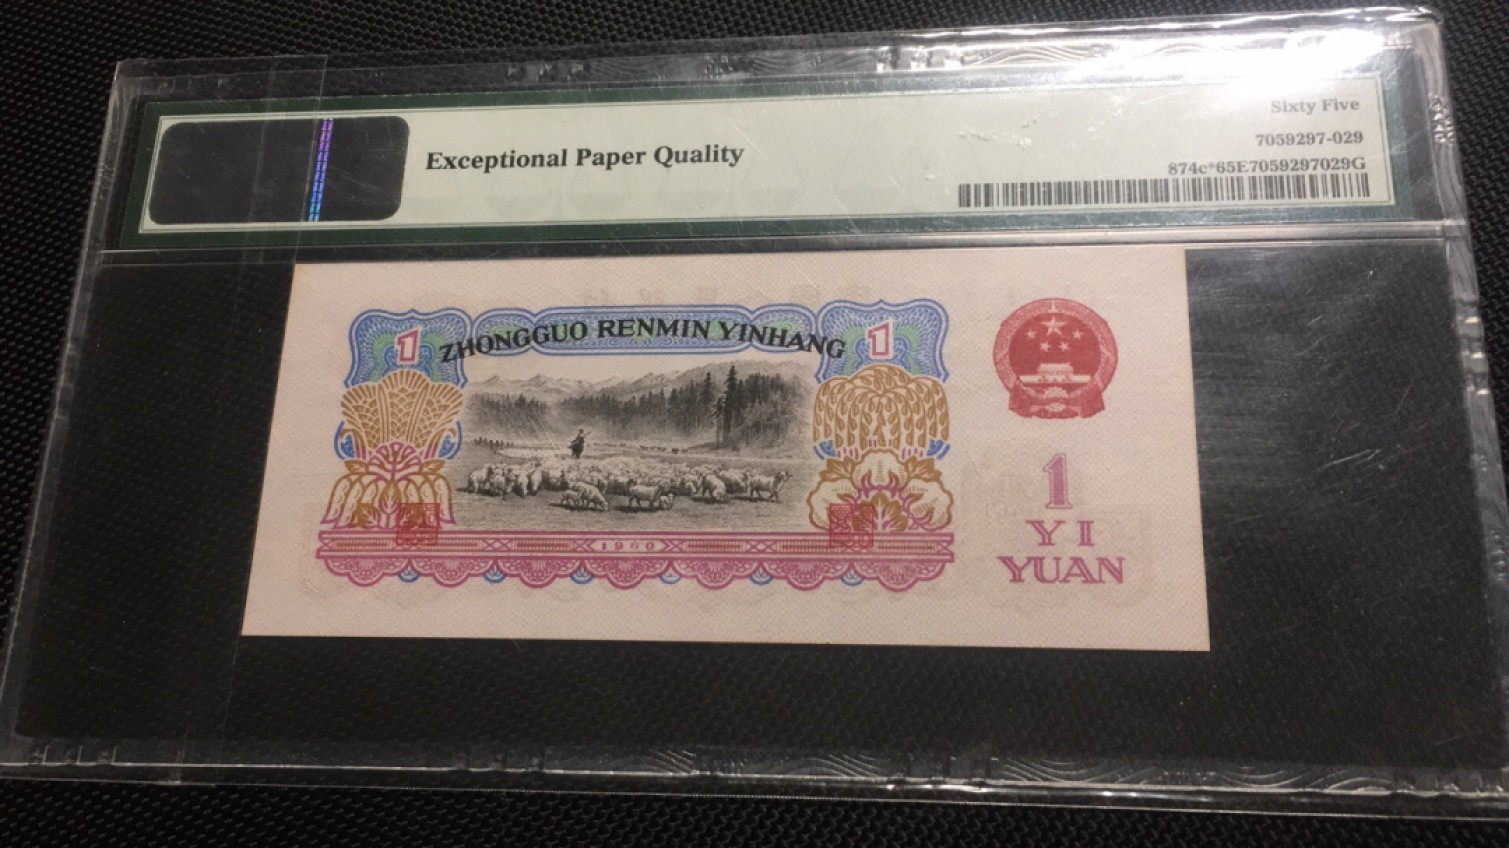 Exceptional Paper Quality
Sixty Five
7059297-029
874c*65E7059297029G
1 ZHONGGUO RENMIN YINHANG 1
1960
1
YI
YUAN